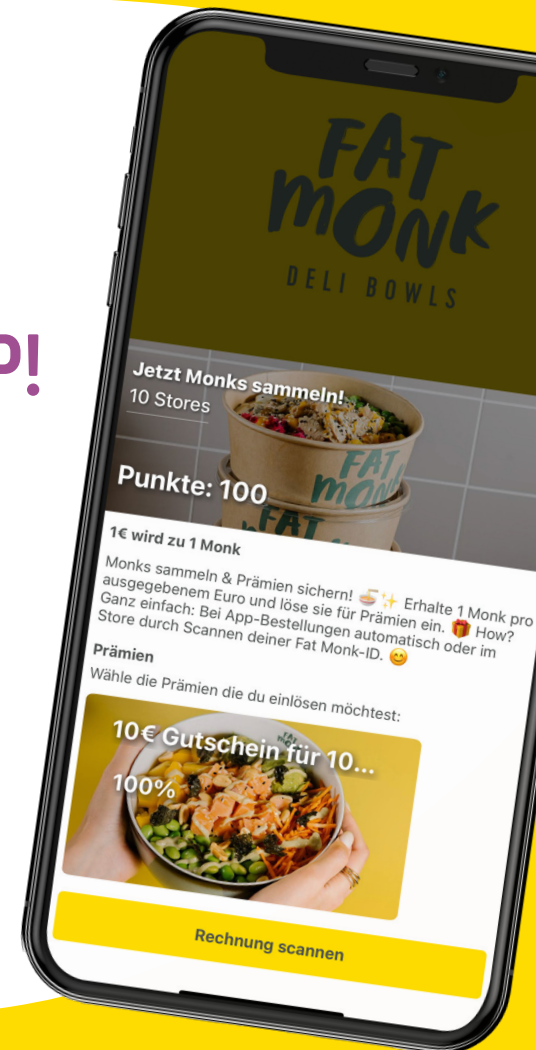 P!
FAT
MONK
DELI BOWLS
Jetzt Monks sammeln!
10 Stores
FAT
Punkte: 100
1€ wird zu 1 Monk
Monks sammeln & Prämien sichern! 🍜✨ Erhalte 1 Monk pro
ausgegebenem Euro und löse sie für Prämien ein. 🎁 How?
Ganz einfach: Bei App-Bestellungen automatisch oder im
Store durch Scannen deiner Fat Monk-ID. 😊
Prämien
Wähle die Prämien die du einlösen möchtest:
10€ Gutschein für 10...
100%
Rechnung scannen